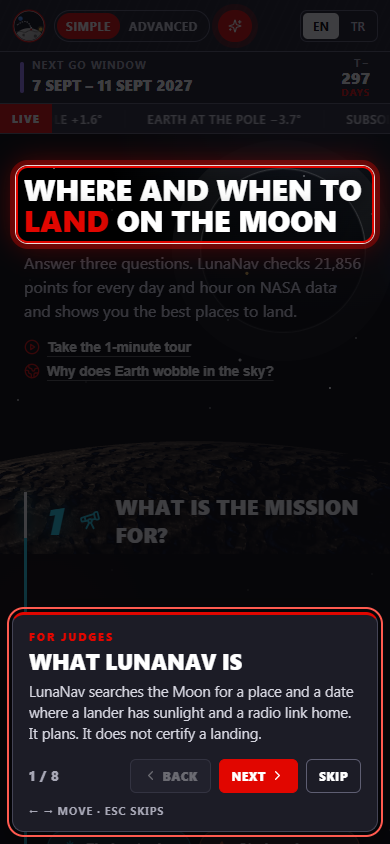 SIMPLE ADVANCED EN TR
NEXT GO WINDOW
7 SEPT – 11 SEPT 2027
T−
297
DAYS
LIVE LE +1.6° EARTH AT THE POLE −3.7° SUBSO
WHERE AND WHEN TO
LAND ON THE MOON
Answer three questions. LunaNav checks 21,856
points for every day and hour on NASA data
and shows you the best places to land.
Take the 1-minute tour
Why does Earth wobble in the sky?
1 WHAT IS THE MISSION
FOR?
FOR JUDGES
WHAT LUNANAV IS
LunaNav searches the Moon for a place and a date
where a lander has sunlight and a radio link home.
It plans. It does not certify a landing.
1 / 8 BACK NEXT SKIP
← → MOVE · ESC SKIPS